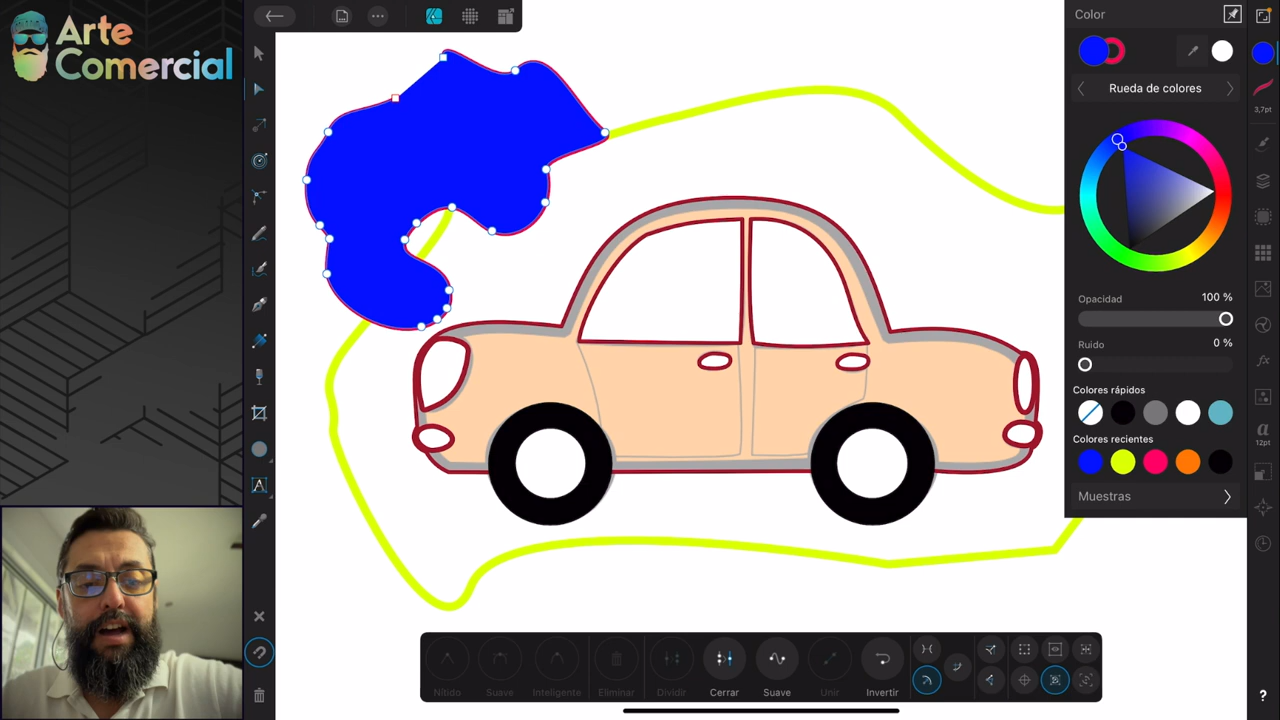 Arte
Comercial
Color
Rueda de colores
3,7pt
Opacidad
100 %
Ruido
0 %
Colores rápidos
Colores recientes
a
12pt
Muestras
A
Nítido
Suave
Inteligente
Eliminar
Dividir
Cerrar
Suave
Unir
Invertir
?